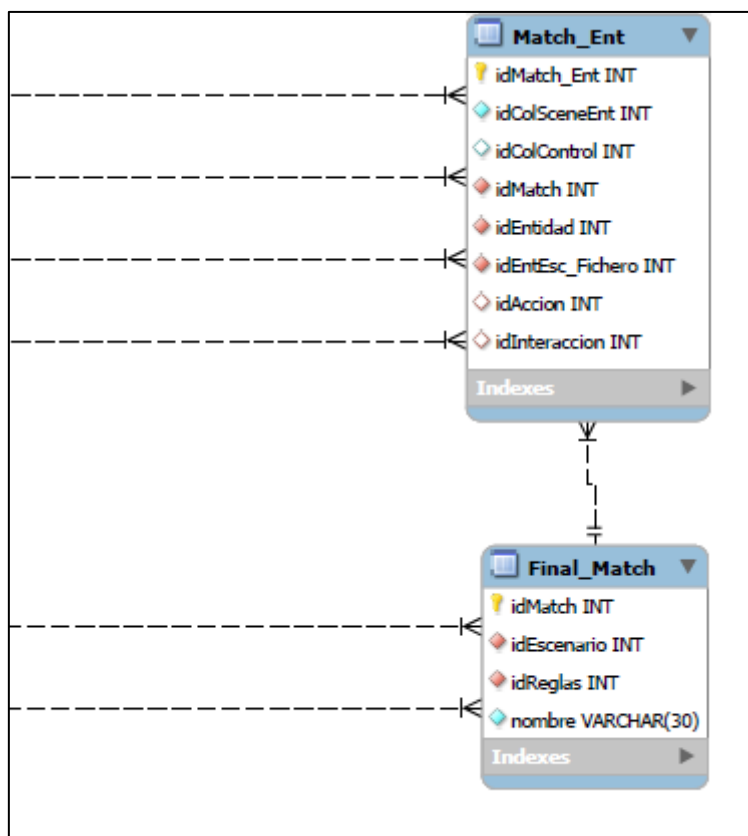 Match_Ent
idMatch_Ent INT
idColSceneEnt INT
idColControl INT
idMatch INT
idEntidad INT
idEntEsc_Fichero INT
idAccion INT
idInteraccion INT
Indexes
Final_Match
idMatch INT
idEscenario INT
idReglas INT
nombre VARCHAR(30)
Indexes